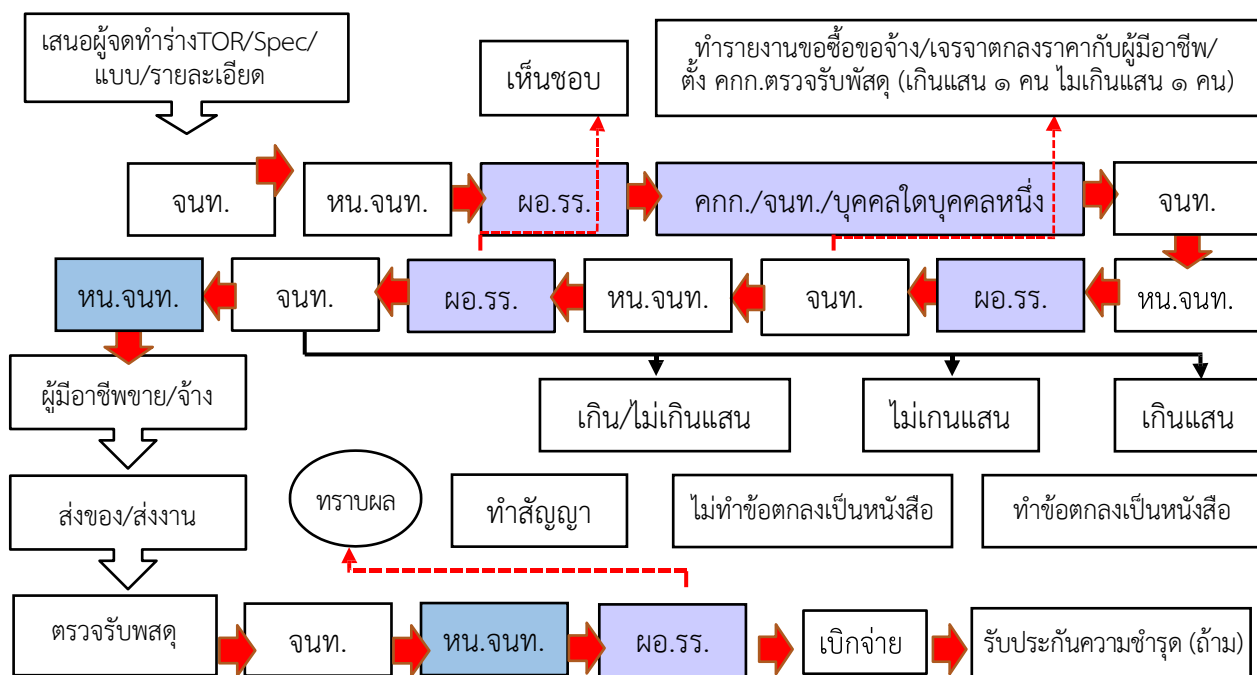 เสนอผู้จดทำร่างTOR/Spec/
แบบ/รายละเอียด
เห็นชอบ
ทำรายงานขอซื้อขอจ้าง/เจรจาตกลงราคากับผู้มีอาชีพ/
ตั้ง คกก.ตรวจรับพัสดุ (เกินแสน ๑ คน ไมเกินแสน ๑ คน)
จนท.
หน.จนท.
ผอ.รร.
คกก./จนท./บุคคลใดบุคคลหนึ่ง
จนท.
หน.จนท.
จนท.
ผอ.รร.
หน.จนท.
จนท.
ผอ.รร.
หน.จนท.
ผู้มีอาชีพขาย/จ้าง
เกิน/ไม่เกินแสน
ไม่เกนแสน
เกินแสน
ส่งของ/ส่งงาน
ทราบผล
ทำสัญญา
ไม่ทำข้อตกลงเป็นหนังสือ
ทำข้อตกลงเป็นหนังสือ
ตรวจรับพสดุ
จนท.
หน.จนท.
ผอ.รร.
เบิกจ่าย
รับประกันความชำรุด (ถ้าม)